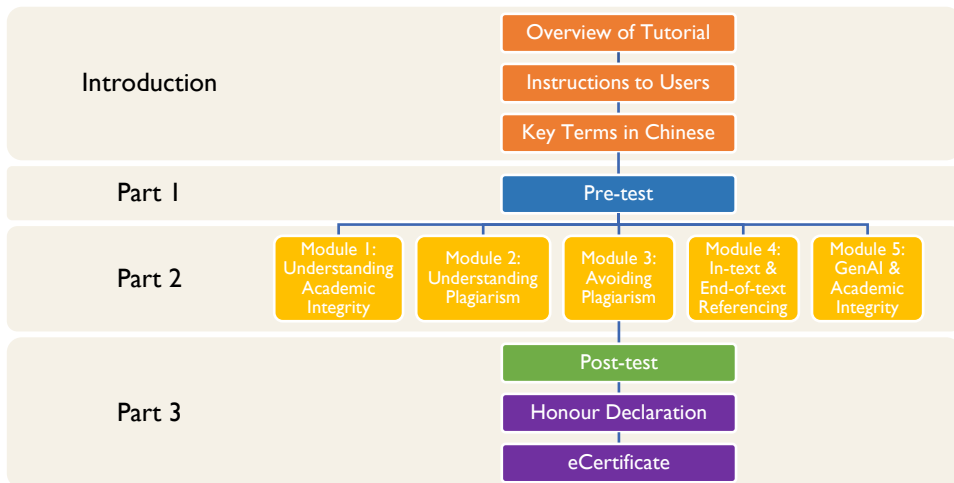 Introduction
Overview of Tutorial
Instructions to Users
Key Terms in Chinese
Part 1
Pre-test
Part 2
Module 1:
Understanding
Academic
Integrity
Module 2:
Understanding
Plagiarism
Module 3:
Avoiding
Plagiarism
Module 4:
In-text &
End-of-text
Referencing
Module 5:
GenAI &
Academic
Integrity
Part 3
Post-test
Honour Declaration
eCertificate